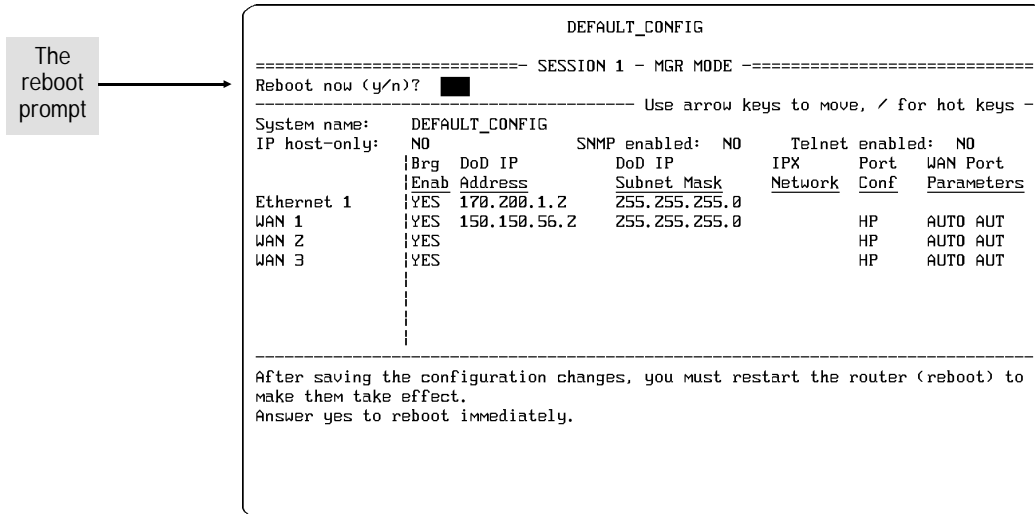 The
reboot
prompt
DEFAULT_CONFIG
===========================- SESSION 1 - MGR MODE -=============================
Reboot now (y/n)?
--------------------------------------- Use arrow keys to move, / for hot keys -
System name: DEFAULT_CONFIG
IP host-only: NO SNMP enabled: NO Telnet enabled: NO
|Brg DoD IP DoD IP IPX Port WAN Port
|Enab Address Subnet Mask Network Conf Parameters
Ethernet 1 |YES 170.200.1.2 255.255.255.0
WAN 1 |YES 150.150.56.2 255.255.255.0 HP AUTO AUT
WAN 2 |YES HP AUTO AUT
WAN 3 |YES HP AUTO AUT
After saving the configuration changes, you must restart the router (reboot) to
make them take effect.
Answer yes to reboot immediately.